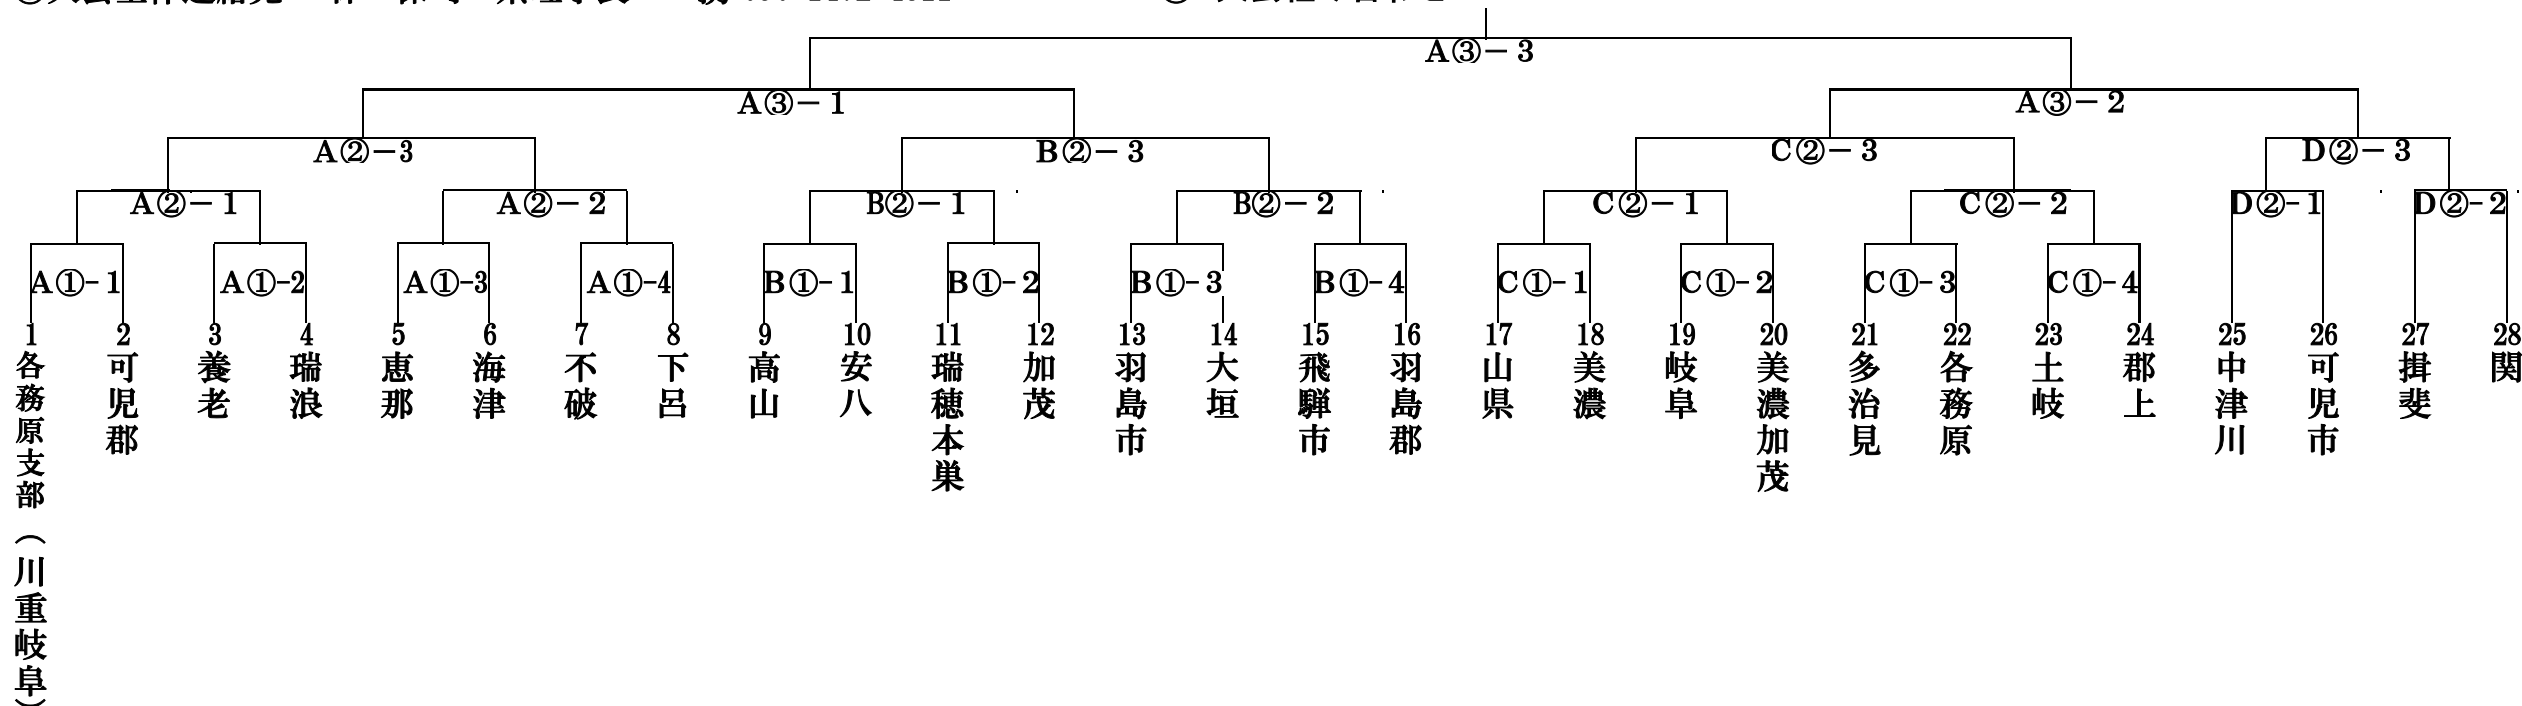 A③－3
A③－1
A③－2
A②－3
B②－3
C②－3
D②－3
A②－1
A②－2
B②－1
B②－2
C②－1
C②－2
D②-1
D②-2
A①-1
A①-2
A①-3
A①-4
B①-1
B①-2
B①-3
B①-4
C①-1
C①-2
C①-3
C①-4
1 各務原支部（川重岐阜）
2 可児郡
3 養老
4 瑞浪
5 恵那
6 海津
7 不破
8 下呂
9 高山
10 安八
11 瑞穂本巣
12 加茂
13 羽島市
14 大垣
15 飛騨市
16 羽島郡
17 山県
18 美濃
19 岐阜
20 美濃加茂
21 多治見
22 各務原
23 土岐
24 郡上
25 中津川
26 可児市
27 揖斐
28 関